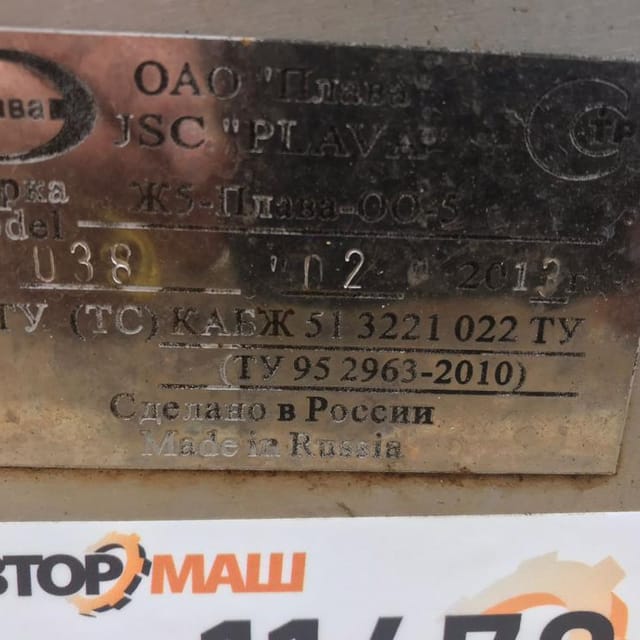 ОАО "Плава"
JSC "PLAVA"
Ж5-Плава-ОО-5
038 "02" 2013г
ТУ (ТС) КАБЖ 51 3221 022 ТУ
(ТУ 95 2963-2010)
Сделано в России
Made in Russia
ВТОРМАШ